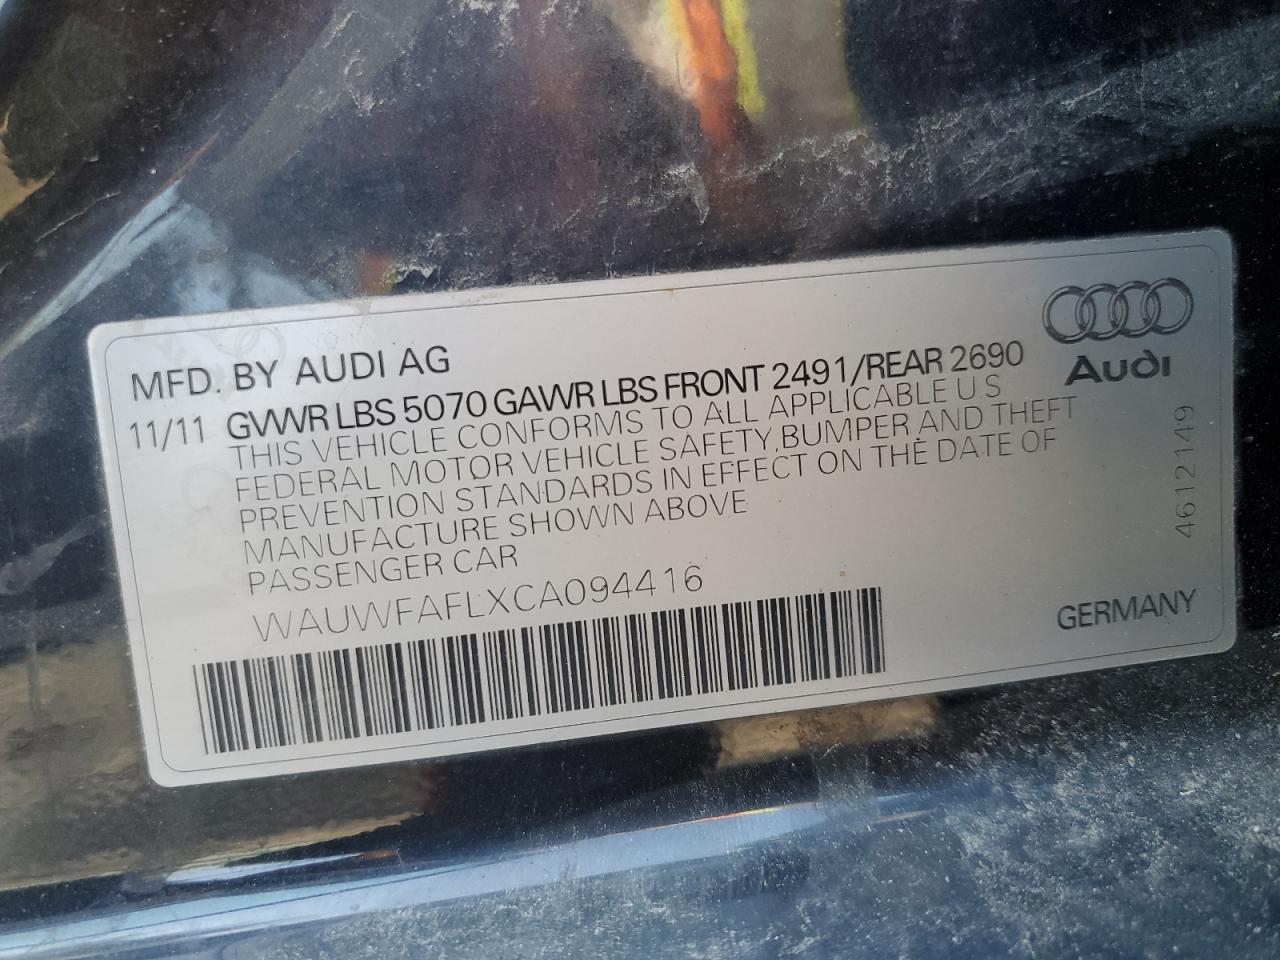 MFD. BY AUDI AG
11/11 GVWR LBS 5070 GAWR LBS FRONT 2491/REAR 2690
THIS VEHICLE CONFORMS TO ALL APPLICABLE U.S
FEDERAL MOTOR VEHICLE SAFETY, BUMPER AND THEFT
PREVENTION STANDARDS IN EFFECT ON THE DATE OF
MANUFACTURE SHOWN ABOVE
PASSENGER CAR
WAUWFAFLXCA094416
Audi
4612149
GERMANY